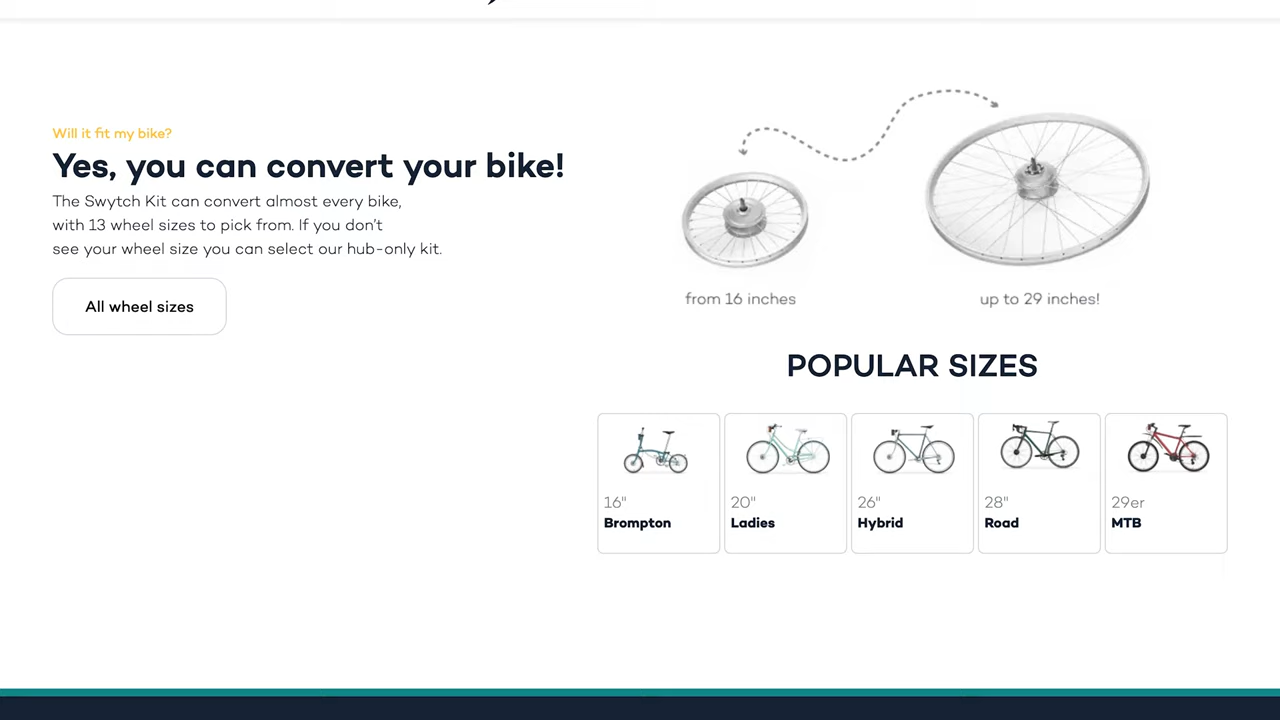 Will it fit my bike?
Yes, you can convert your bike!
The Swytch Kit can convert almost every bike,
with 13 wheel sizes to pick from. If you don't
see your wheel size you can select our hub-only kit.
All wheel sizes
from 16 inches
up to 29 inches!
POPULAR SIZES
16"
Brompton
20"
Ladies
26"
Hybrid
28"
Road
29er
MTB